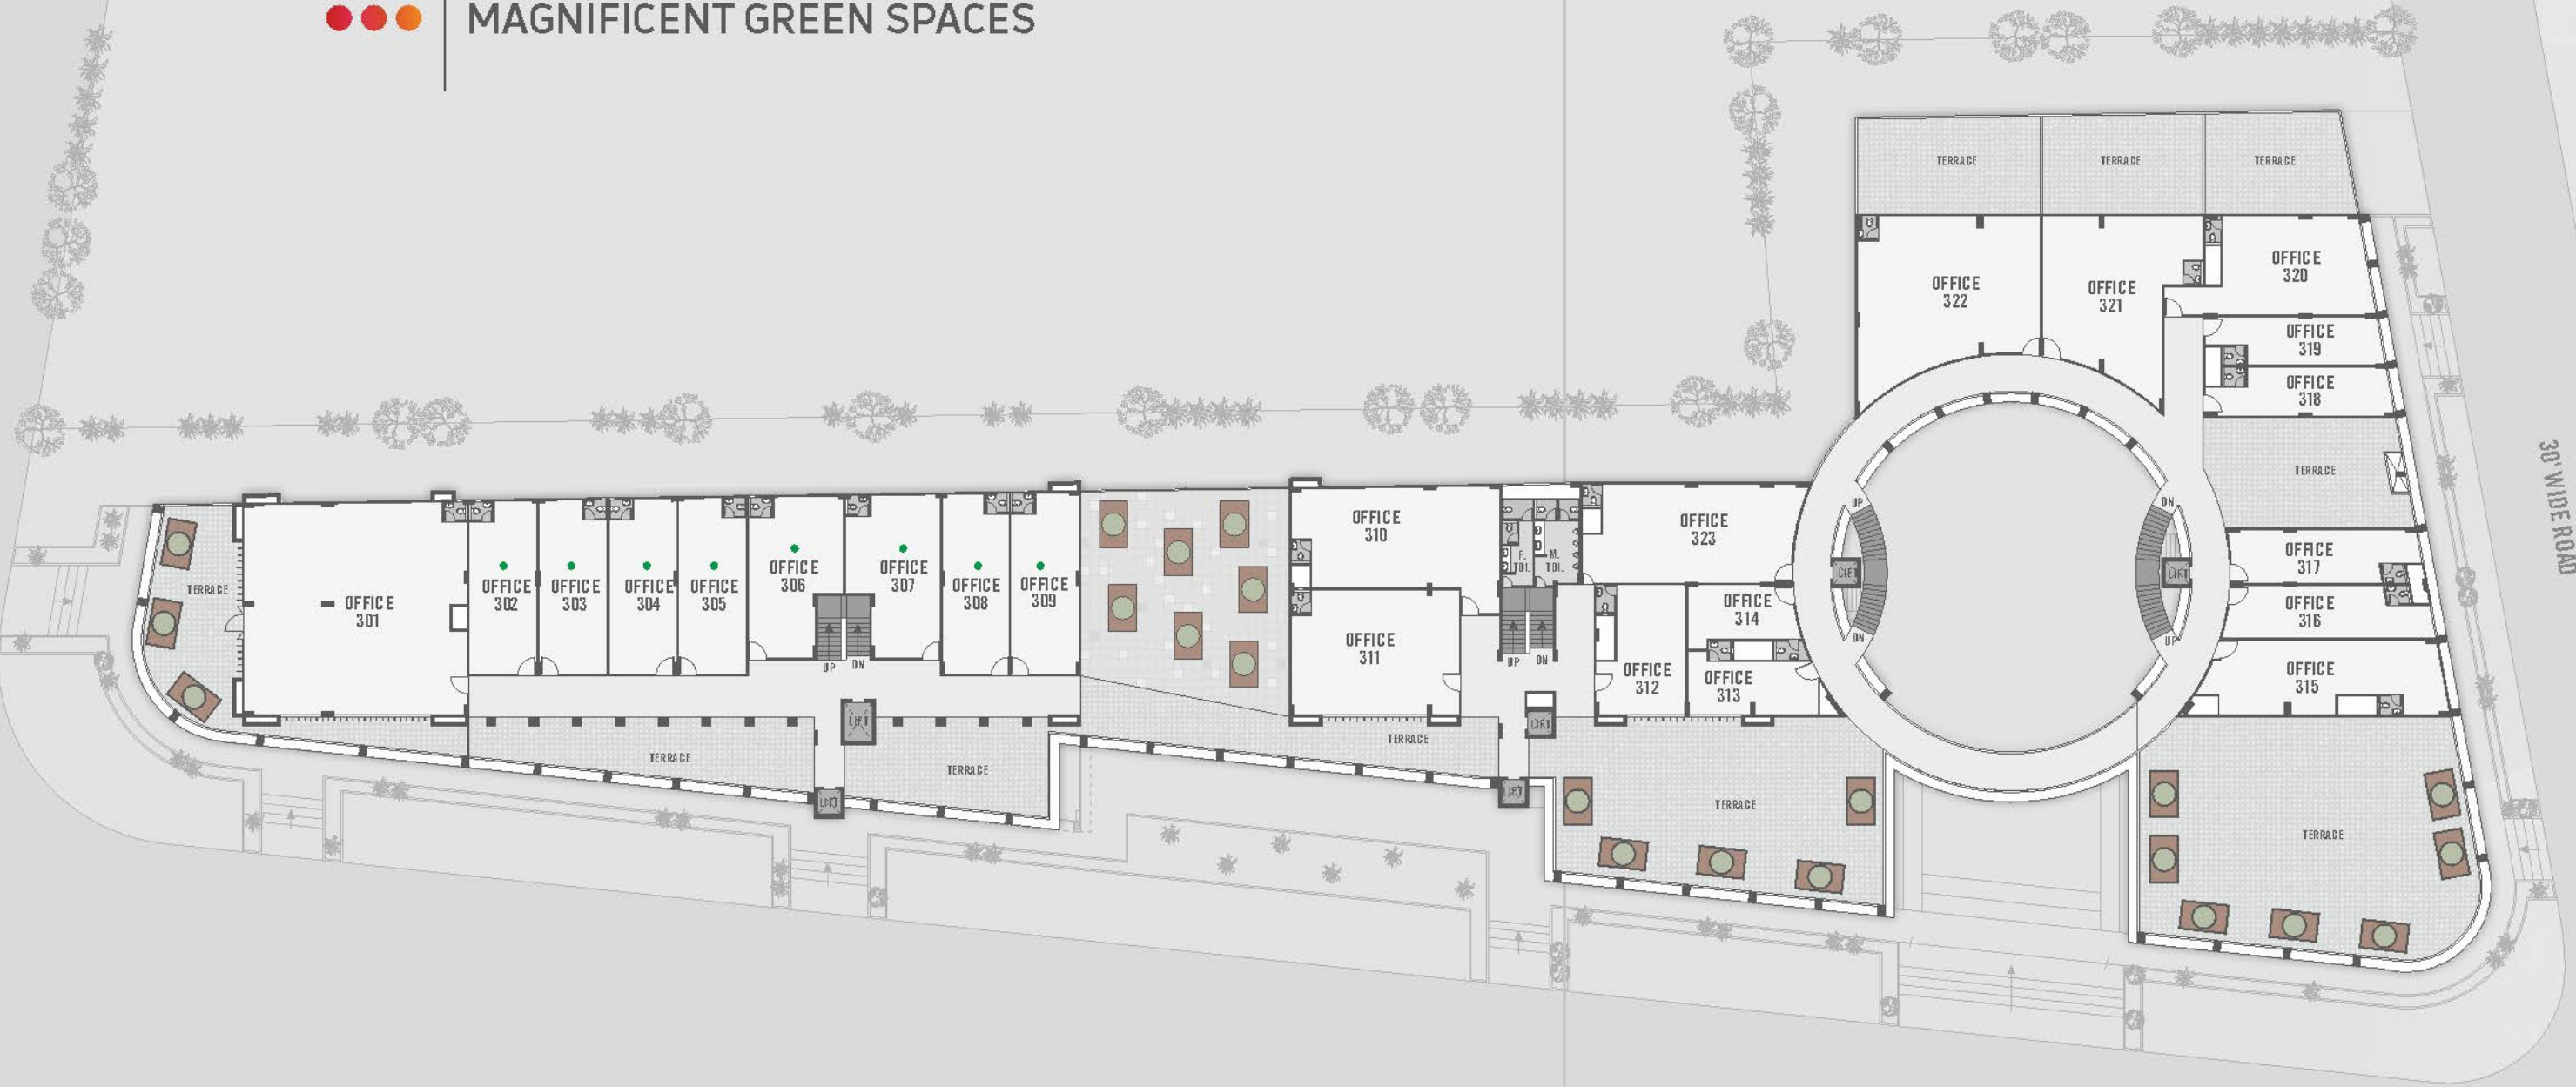 MAGNIFICENT GREEN SPACES
TERRACE
TERRACE
TERRACE
OFFICE
322
OFFICE
321
OFFICE
320
OFFICE
319
OFFICE
318
TERRACE
30' WIDE ROAD
TERRACE
OFFICE
301
OFFICE
302
OFFICE
303
OFFICE
304
OFFICE
305
OFFICE
306
OFFICE
307
OFFICE
308
OFFICE
309
UP
DN
LIFT
TERRACE
TERRACE
LIFT
OFFICE
310
OFFICE
311
F.
TOI.
M.
TOI.
UP
DN
LIFT
LIFT
TERRACE
OFFICE
323
OFFICE
314
OFFICE
312
OFFICE
313
UP
LIFT
DN
DN
LIFT
UP
OFFICE
317
OFFICE
316
OFFICE
315
TERRACE
TERRACE